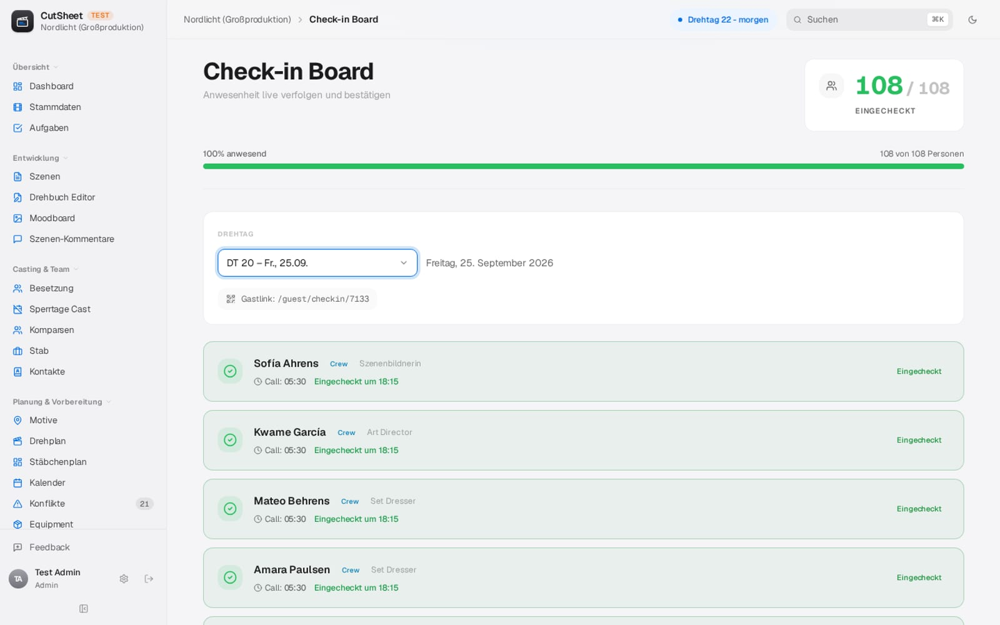 CutSheet TEST
Nordlicht (Großproduktion)
Übersicht
Dashboard
Stammdaten
Aufgaben
Entwicklung
Szenen
Drehbuch Editor
Moodboard
Szenen-Kommentare
Casting & Team
Besetzung
Sperrtage Cast
Komparsen
Stab
Kontakte
Planung & Vorbereitung
Motive
Drehplan
Stäbchenplan
Kalender
Konflikte 21
Equipment
Feedback
TA Test Admin
Admin
Nordlicht (Großproduktion) > Check-in Board
Drehtag 22 - morgen
Suchen ⌘K
Check-in Board
Anwesenheit live verfolgen und bestätigen
108 / 108
EINGECHECKT
100% anwesend
108 von 108 Personen
DREHTAG
DT 20 – Fr., 25.09.
Freitag, 25. September 2026
Gastlink: /guest/checkin/7133
Sofía Ahrens Crew Szenenbildnerin
Call: 05:30 Eingecheckt um 18:15
Eingecheckt
Kwame García Crew Art Director
Call: 05:30 Eingecheckt um 18:15
Eingecheckt
Mateo Behrens Crew Set Dresser
Call: 05:30 Eingecheckt um 18:15
Eingecheckt
Amara Paulsen Crew Set Dresser
Call: 05:30 Eingecheckt um 18:15
Eingecheckt